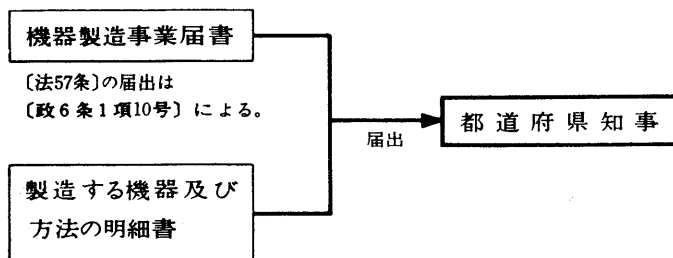 機器製造事業届書
〔法57条〕の届出は
〔政6条1項10号〕による。
届出
都道府県知事
製造する機器及び
方法の明細書